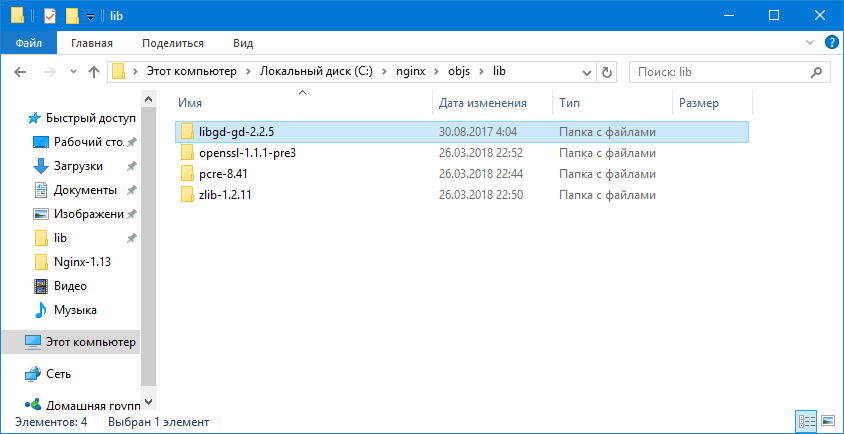 lib
Файл Главная Поделиться Вид
Этот компьютер Локальный диск (C:) nginx objs lib Поиск: lib
Имя Дата изменения Тип Размер
Быстрый доступ
Рабочий сто.
Загрузки
Документы
Изображени
lib
Nginx-1.13
Видео
Музыка
Этот компьютер
Сеть
Домашняя групп
libgd-gd-2.2.5 30.08.2017 4:04 Папка с файлами
openssl-1.1.1-pre3 26.03.2018 22:52 Папка с файлами
pcre-8.41 26.03.2018 22:44 Папка с файлами
zlib-1.2.11 26.03.2018 22:50 Папка с файлами
Элементов: 4 Выбран 1 элемент